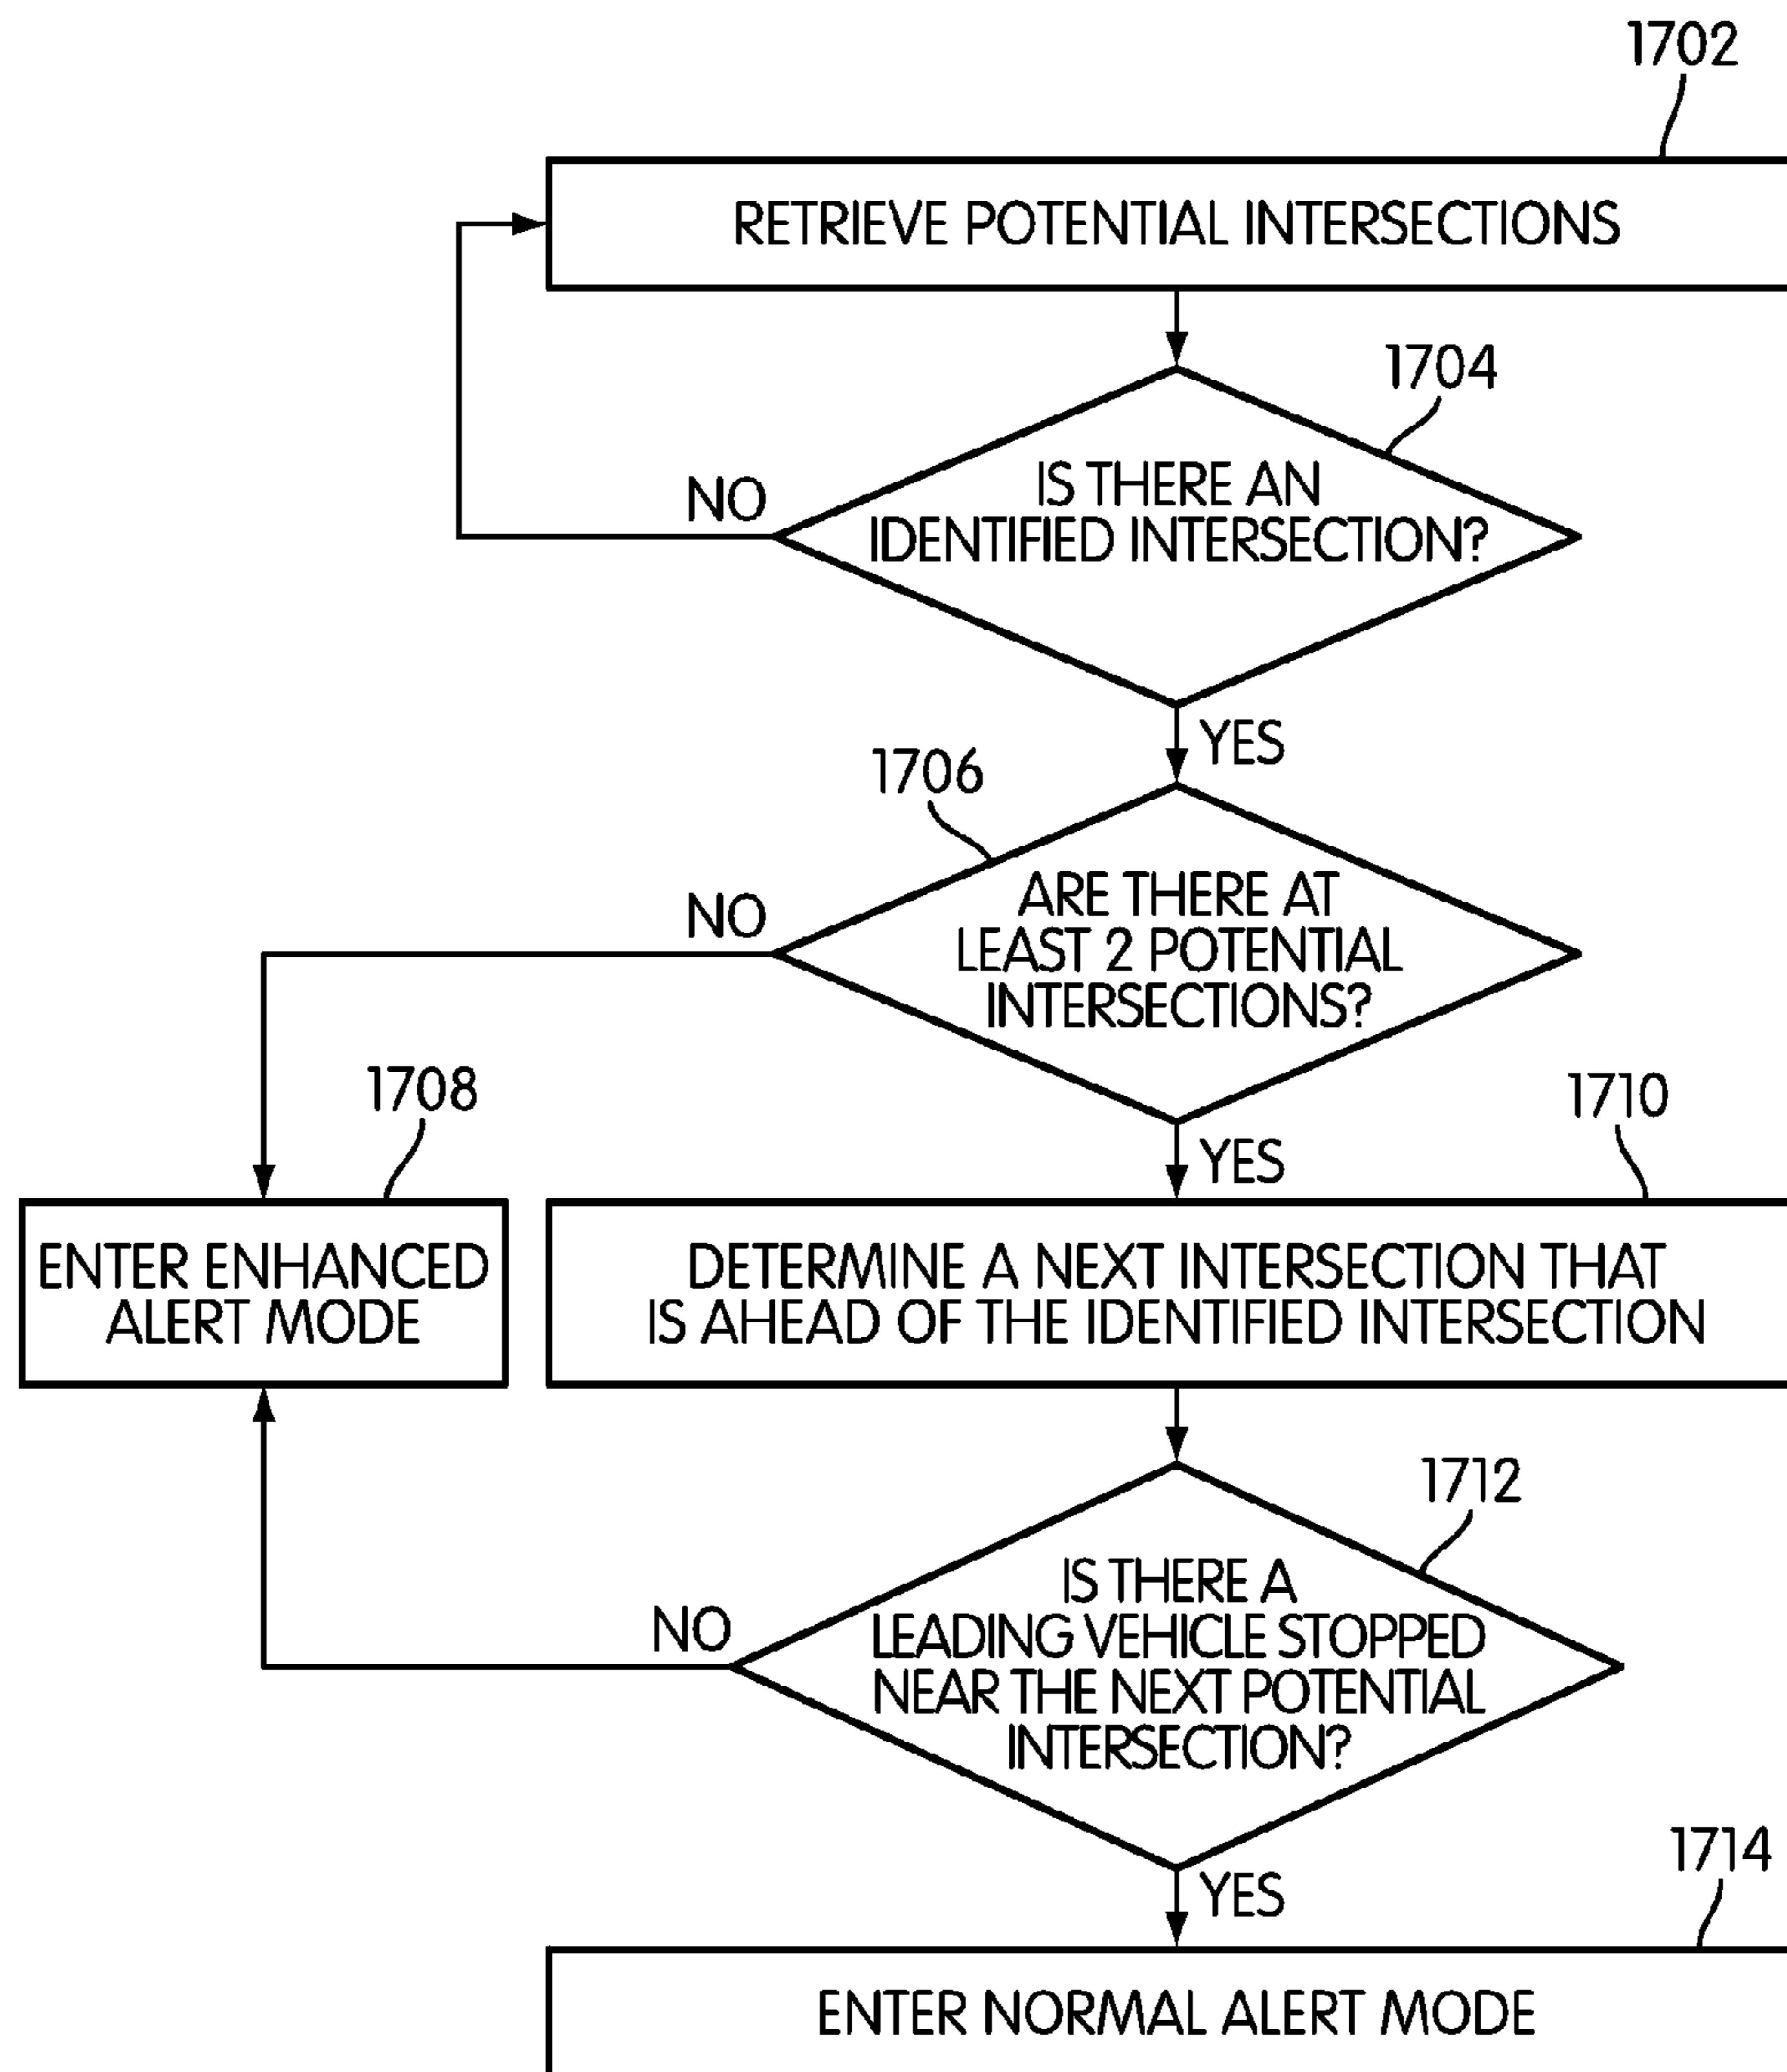 1702
RETRIEVE POTENTIAL INTERSECTIONS
1704
IS THERE AN
IDENTIFIED INTERSECTION?
NO
YES
1706
ARE THERE AT
LEAST 2 POTENTIAL
INTERSECTIONS?
NO
YES
1708
ENTER ENHANCED
ALERT MODE
1710
DETERMINE A NEXT INTERSECTION THAT
IS AHEAD OF THE IDENTIFIED INTERSECTION
1712
IS THERE A
LEADING VEHICLE STOPPED
NEAR THE NEXT POTENTIAL
INTERSECTION?
NO
YES
1714
ENTER NORMAL ALERT MODE